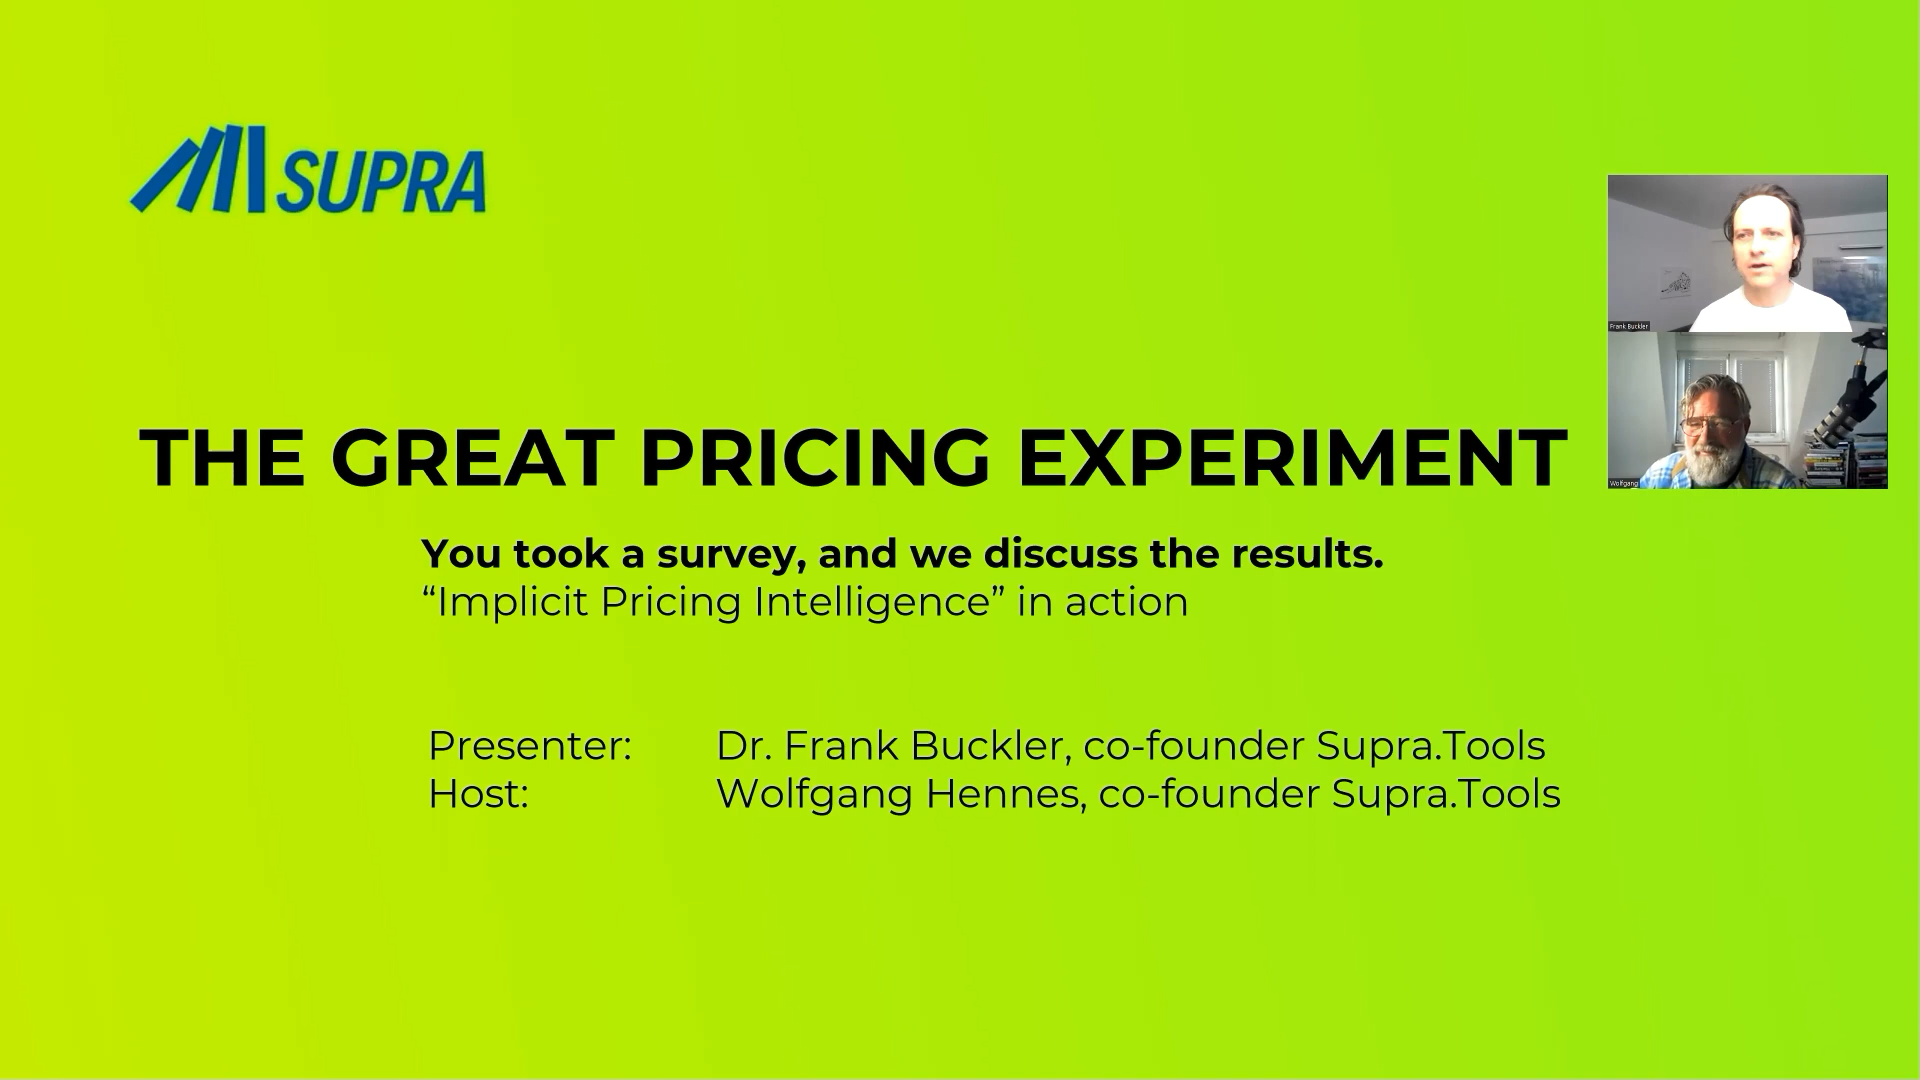 SUPRA
THE GREAT PRICING EXPERIMENT
You took a survey, and we discuss the results.
“Implicit Pricing Intelligence” in action
Presenter: Dr. Frank Buckler, co-founder Supra.Tools
Host: Wolfgang Hennes, co-founder Supra.Tools
Frank Buckler
Wolfgang